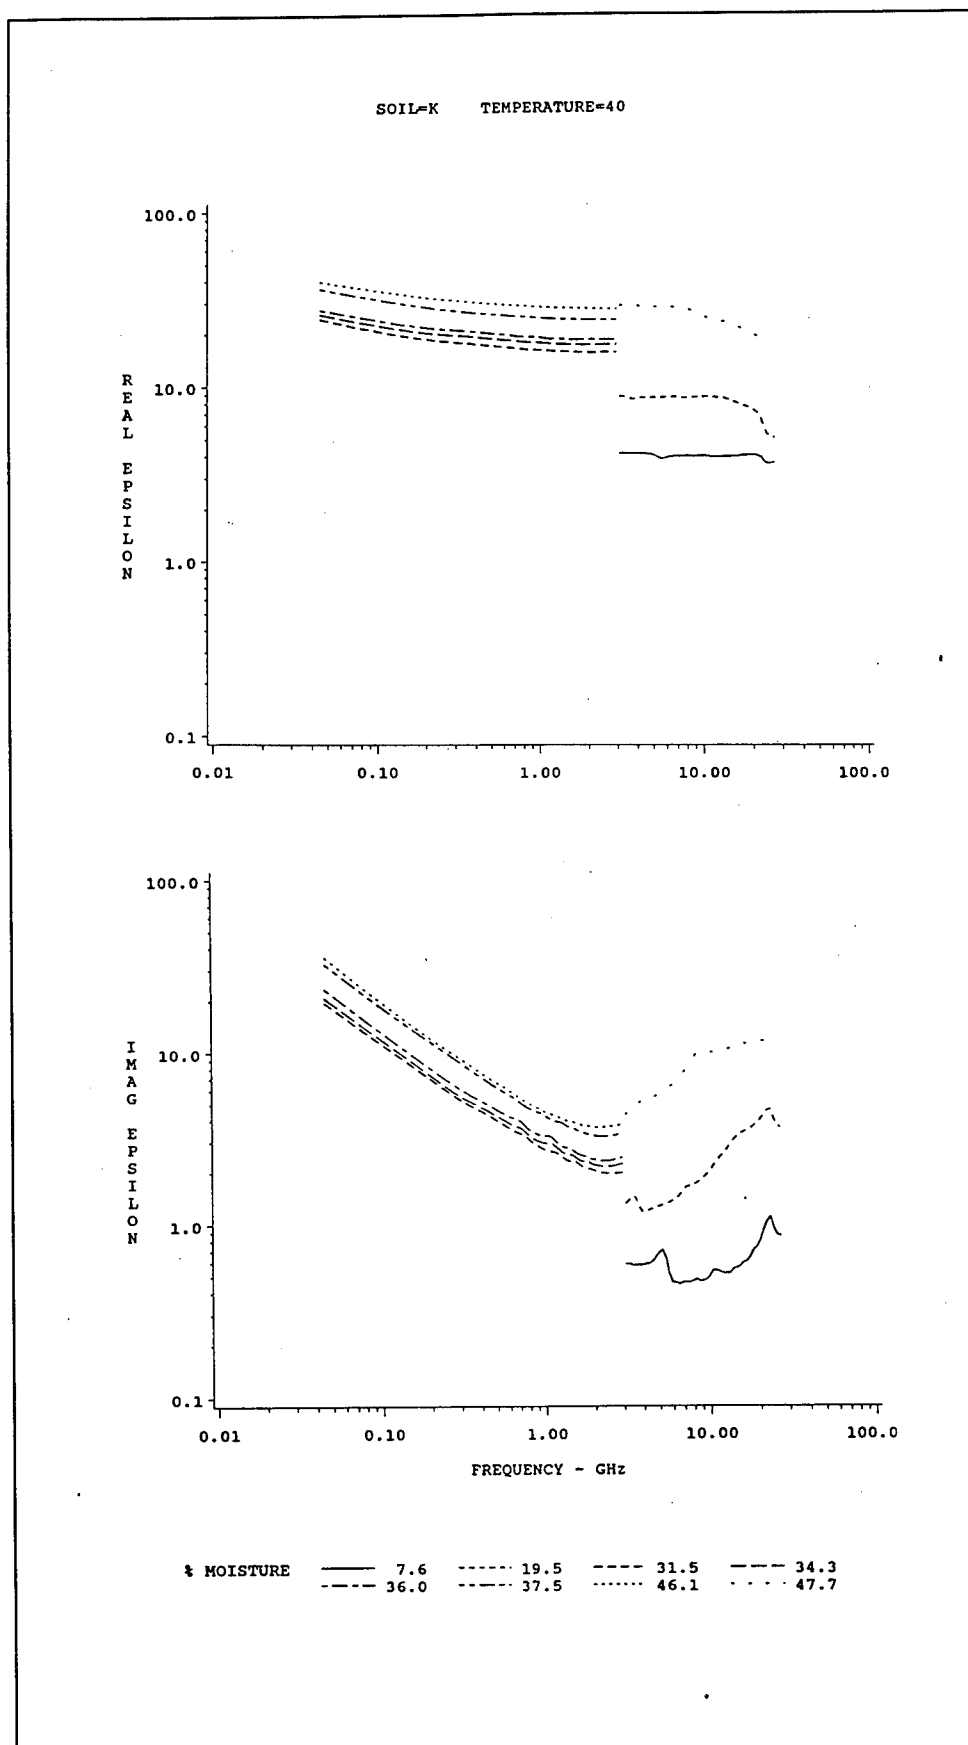 SOIL=K TEMPERATURE=40
REAL EPSILON
100.0
10.0
1.0
0.1
0.01 0.10 1.00 10.00 100.0
IMAG EPSILON
100.0
10.0
1.0
0.1
0.01 0.10 1.00 10.00 100.0
FREQUENCY - GHz
% MOISTURE 7.6 19.5 31.5 34.3
36.0 37.5 46.1 47.7